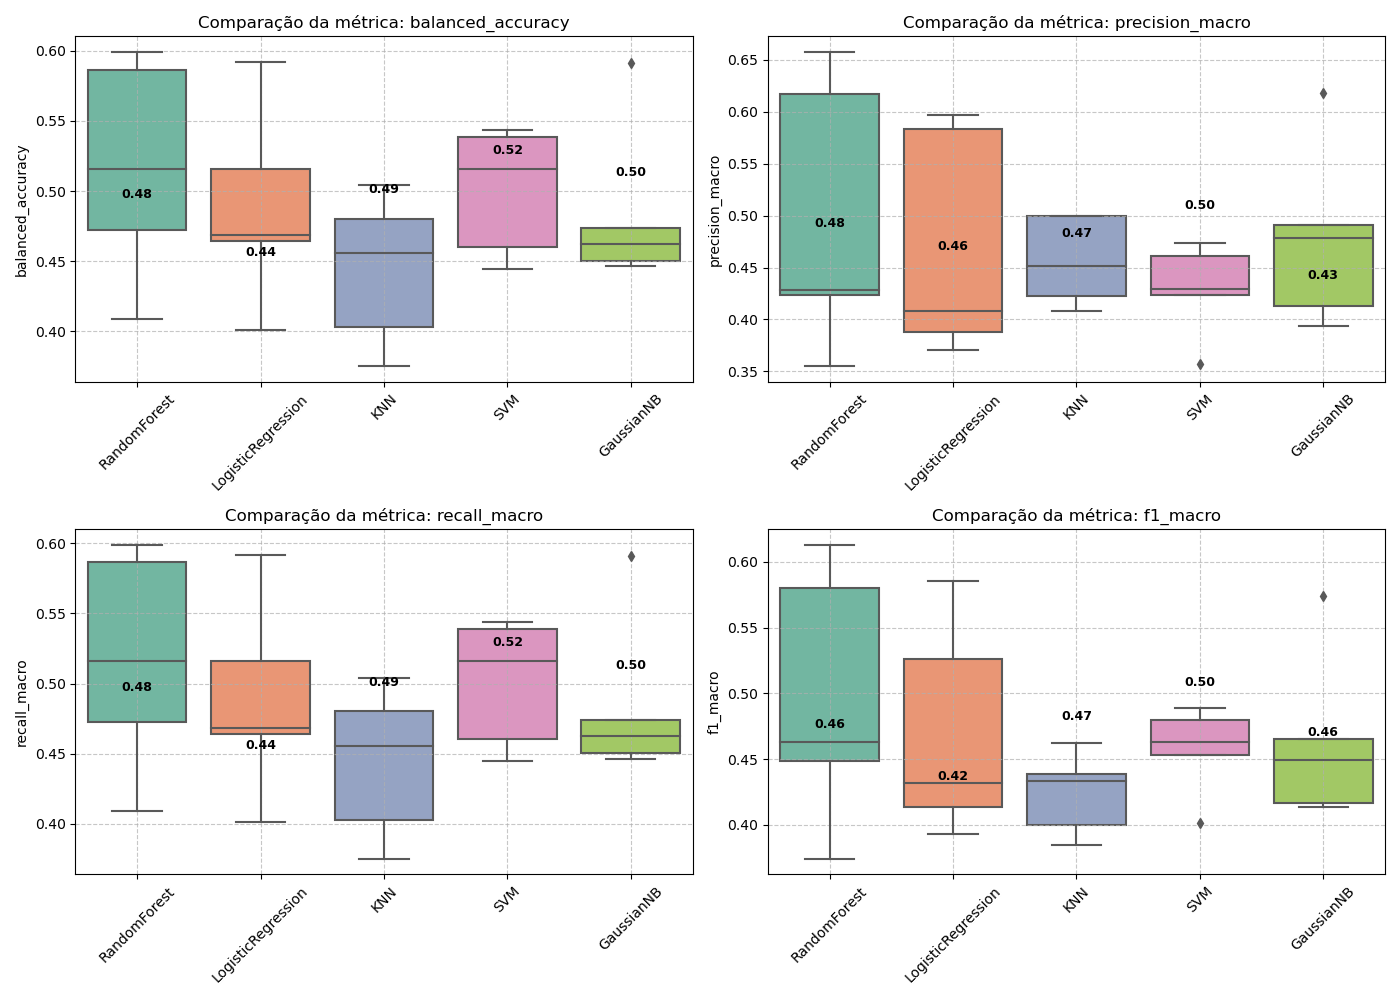 Comparação da métrica: balanced_accuracy
balanced_accuracy
0.60
0.55
0.50
0.45
0.40
0.48
0.44
0.49
0.52
0.50
RandomForest
LogisticRegression
KNN
SVM
GaussianNB
Comparação da métrica: precision_macro
precision_macro
0.65
0.60
0.55
0.50
0.45
0.40
0.35
0.48
0.46
0.47
0.50
0.43
RandomForest
LogisticRegression
KNN
SVM
GaussianNB
Comparação da métrica: recall_macro
recall_macro
0.60
0.55
0.50
0.45
0.40
0.48
0.44
0.49
0.52
0.50
RandomForest
LogisticRegression
KNN
SVM
GaussianNB
Comparação da métrica: f1_macro
f1_macro
0.60
0.55
0.50
0.45
0.40
0.46
0.42
0.47
0.50
0.46
RandomForest
LogisticRegression
KNN
SVM
GaussianNB